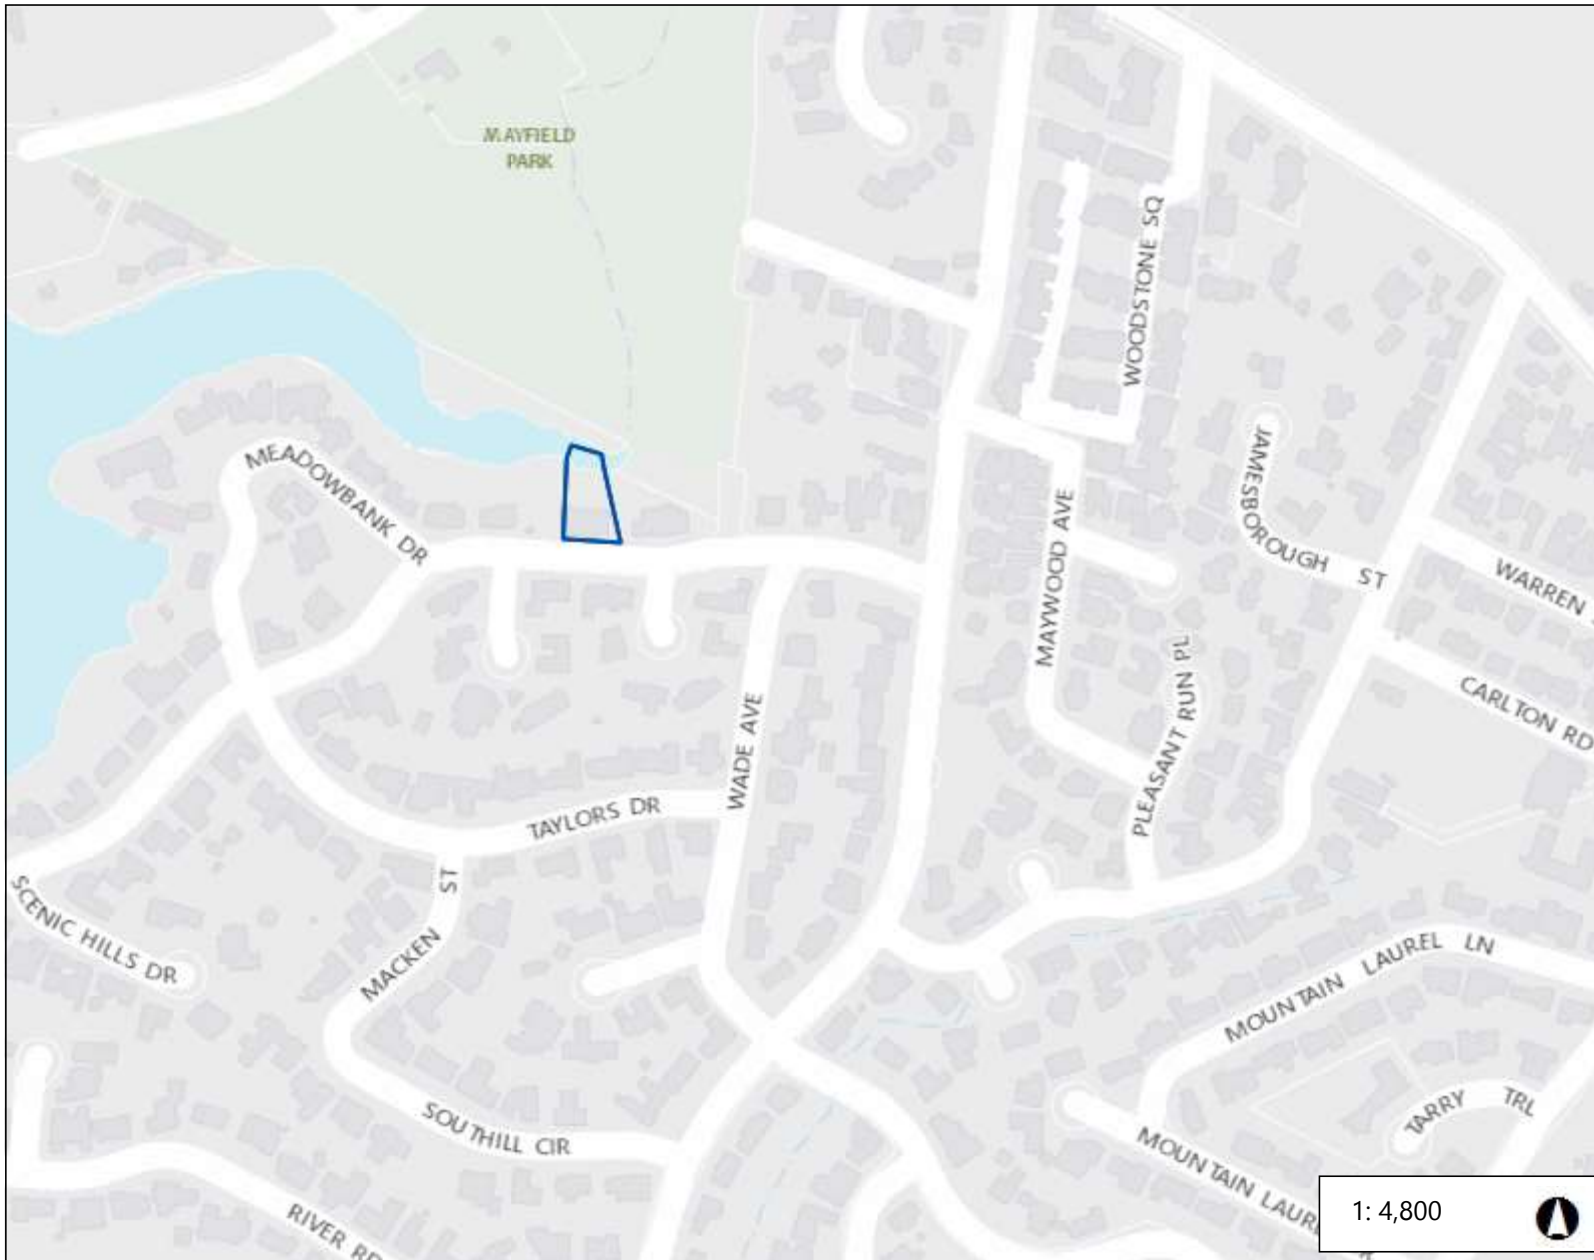 MAYFIELD
PARK
WOODSTONE SQ
MEADOWBANK DR
JAMESBOROUGH ST
MAYWOOD AVE
WARREN
PLEASANT RUN PL
CARLTON RD
WADE AVE
TAYLORS DR
SCENIC HILLS DR
MACKEN ST
MOUNTAIN LAUREL LN
SOUTHILL CIR
TARRY TRL
MOUNTAIN LAUR
RIVER RD
1: 4,800